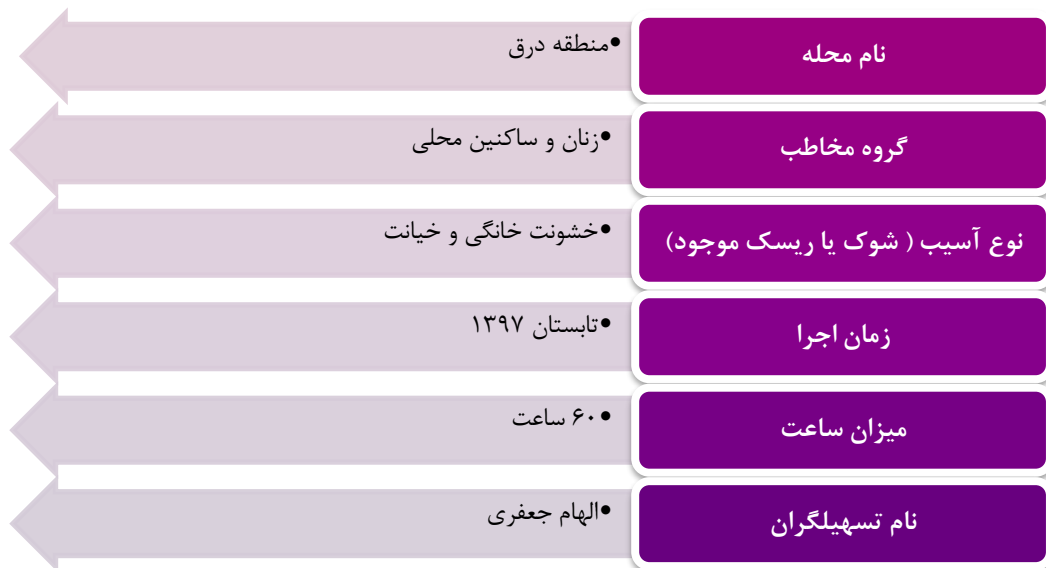 نام محله
•منطقه درق
گروه مخاطب
•زنان و ساکنین محلی
نوع آسیب ( شوک یا ریسک موجود)
•خشونت خانگی و خیانت
زمان اجرا
•تابستان ۱۳۹۷
میزان ساعت
•۶۰ ساعت
نام تسهیلگران
•الهام جعفری